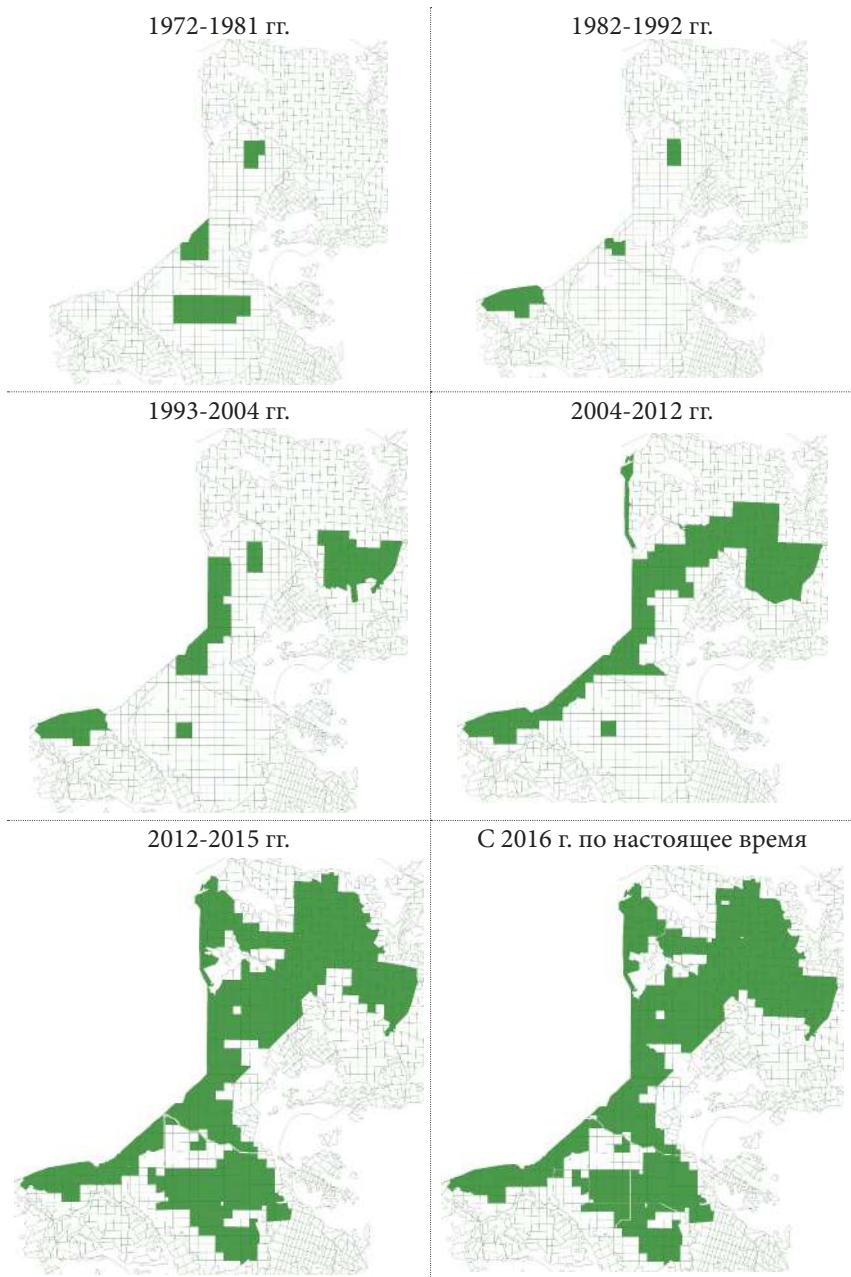 1972-1981 гг.
1982-1992 гг.
1993-2004 гг.
2004-2012 гг.
2012-2015 гг.
С 2016 г. по настоящее время